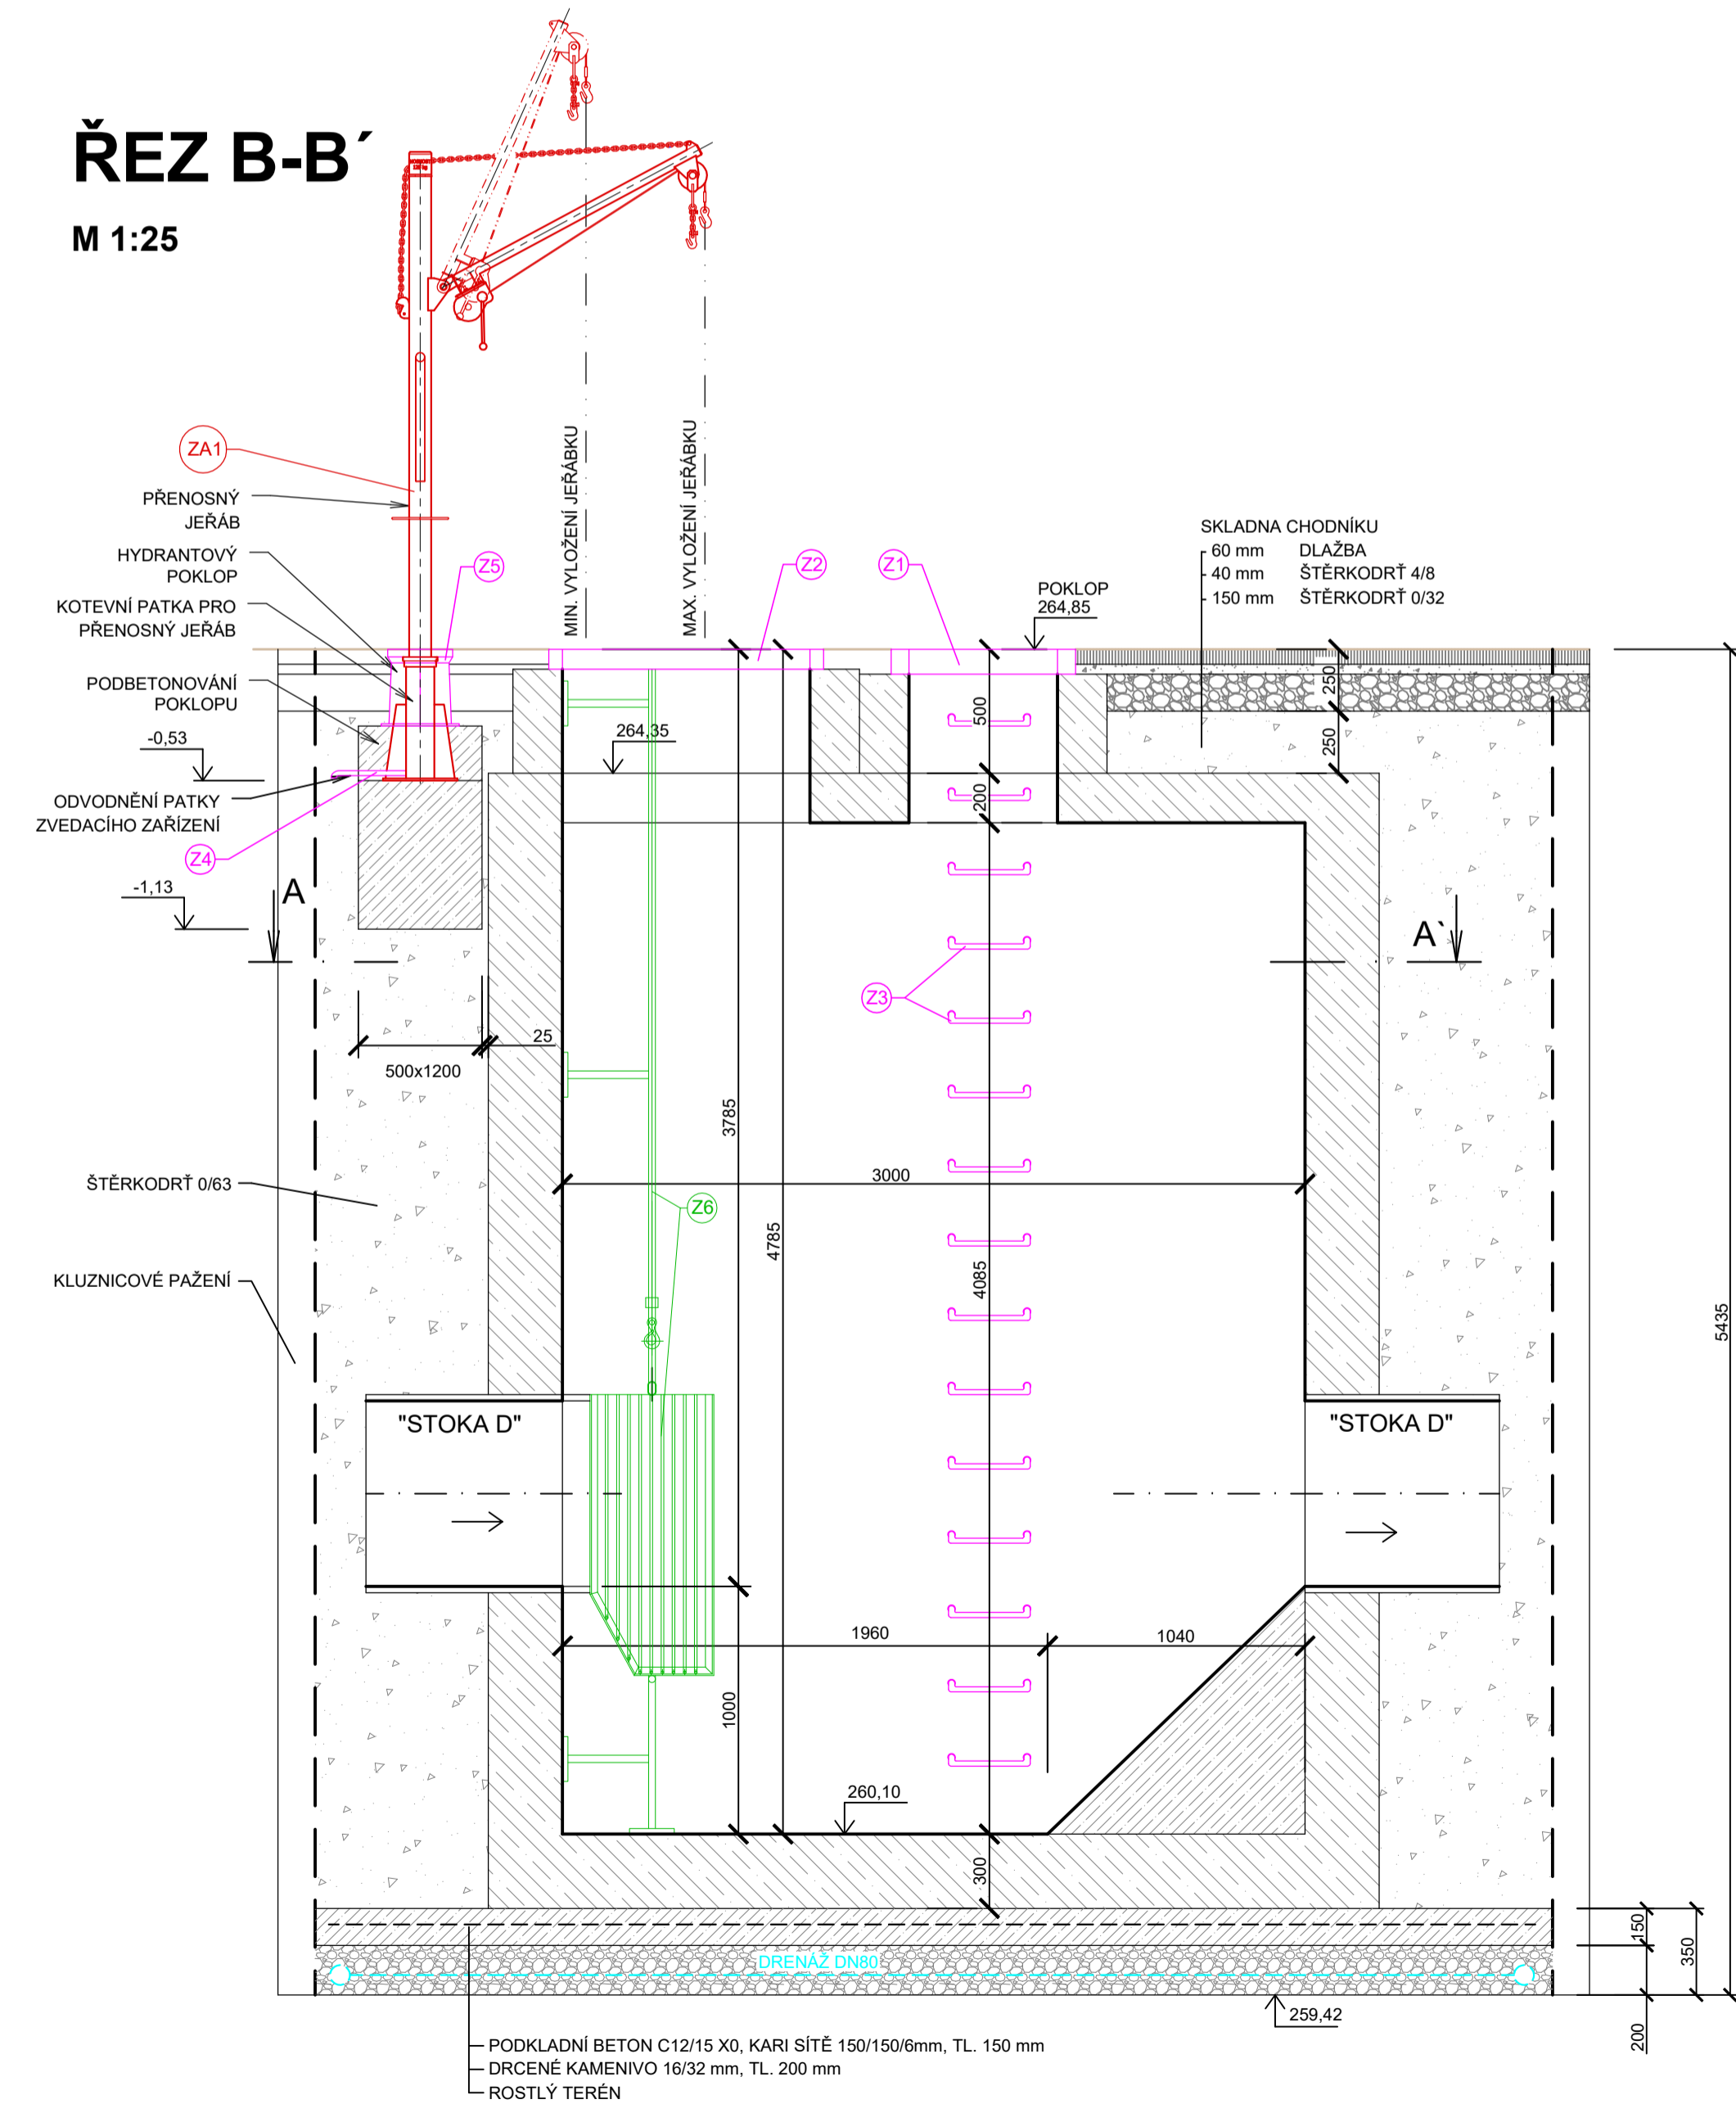 ŘEZ B-B´
M 1:25
ZA1
PŘENOSNÝ
JEŘÁB
HYDRANTOVÝ
POKLOP
KOTEVNÍ PATKA PRO
PŘENOSNÝ JEŘÁB
PODBETONOVÁNÍ
POKLOPU
-0,53
ODVODNĚNÍ PATKY
ZVEDACÍHO ZAŘÍZENÍ
Z4
-1,13
A
Z5
MIN. VYLOŽENÍ JEŘÁBKU
MAX. VYLOŽENÍ JEŘÁBKU
Z2
Z1
POKLOP
264,85
SKLADNA CHODNÍKU
60 mm DLAŽBA
40 mm ŠTĚRKODRŤ 4/8
150 mm ŠTĚRKODRŤ 0/32
264,35
500
200
250
250
A`
Z3
25
500x1200
3785
3000
4785
4085
5435
ŠTĚRKODRŤ 0/63
Z6
KLUZNICOVÉ PAŽENÍ
"STOKA D"
"STOKA D"
1960
1040
1000
260,10
300
150
350
200
DRENÁŽ DN80
259,42
PODKLADNÍ BETON C12/15 X0, KARI SÍTĚ 150/150/6mm, TL. 150 mm
DRCENÉ KAMENIVO 16/32 mm, TL. 200 mm
ROSTLÝ TERÉN